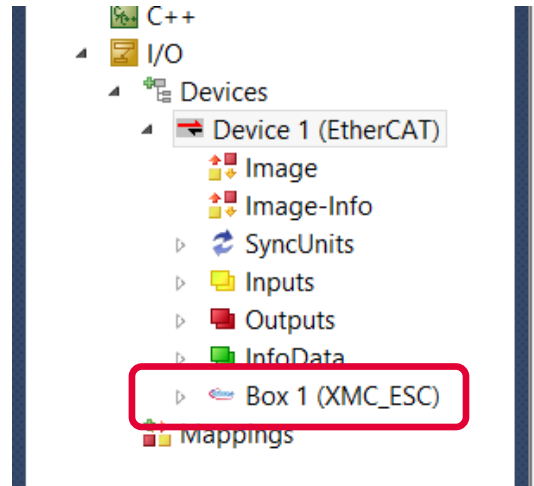 C++
I/O
Devices
Device 1 (EtherCAT)
Image
Image-Info
SyncUnits
Inputs
Outputs
InfoData
Box 1 (XMC_ESC)
Mappings